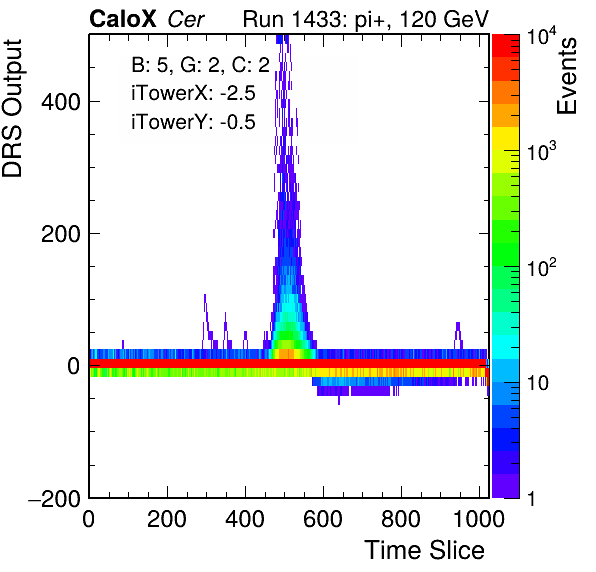 CaloX Cer Run 1433: pi+, 120 GeV
DRS Output
Events
B: 5, G: 2, C: 2
iTowerX: -2.5
iTowerY: -0.5
400
200
0
−200
0 200 400 600 800 1000
Time Slice
10^4
10^3
10^2
10
1